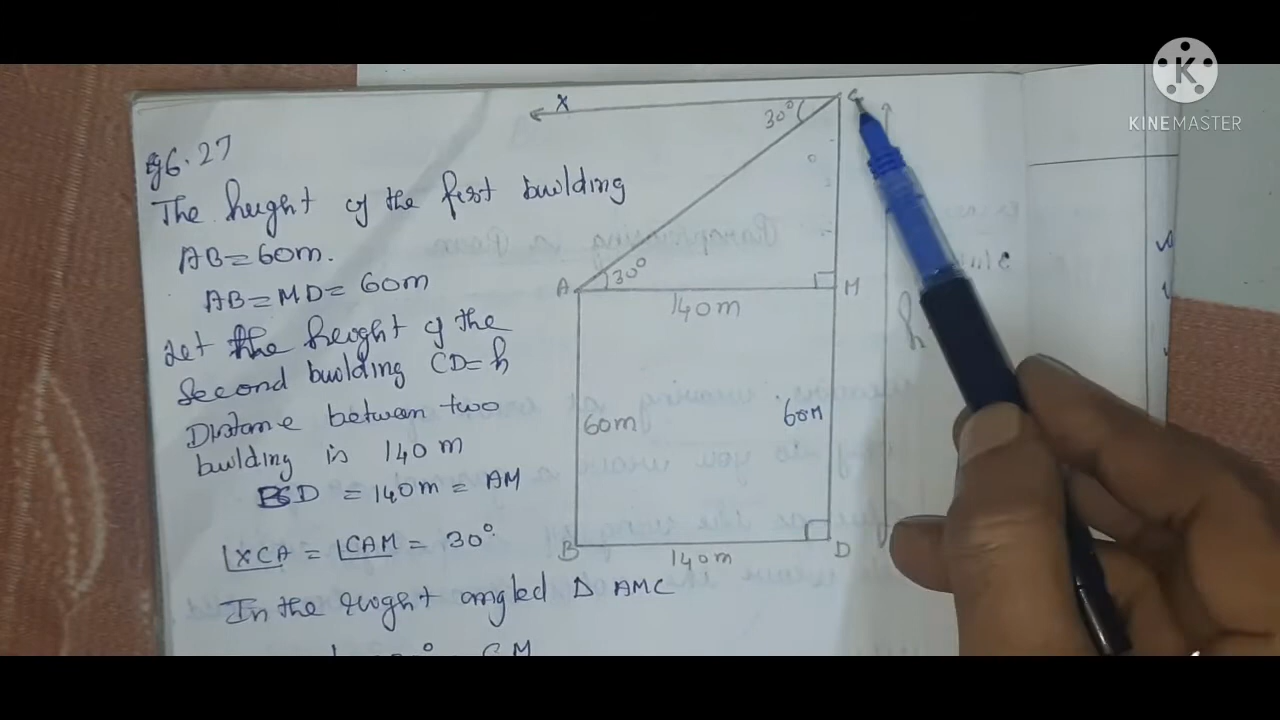 eg 6.27
The height of the first building
AB = 60m.
AB = MD = 60m
Let the height of the
second building CD = h
Distance between two
building is 140 m
BD = 140m = AM
∠XCA = ∠CAM = 30°
In the right angled Δ AMC
CM
X
30°
C
A
30°
M
140m
h
60m
60M
B
140m
D
K
KINEMASTER